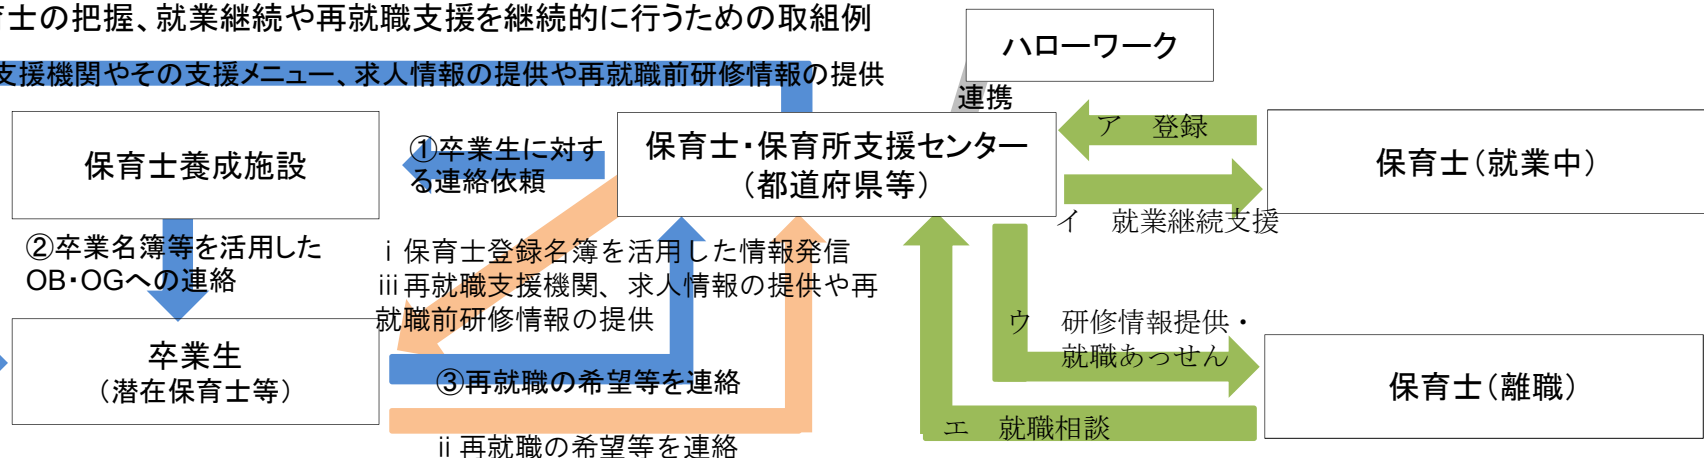 育士の把握、就業継続や再就職支援を継続的に行うための取組例
支援機関やその支援メニュー、求人情報の提供や再就職前研修情報の提供
ハローワーク
連携
保育士養成施設
①卒業生に対す
る連絡依頼
保育士・保育所支援センター
（都道府県等）
ア　登録
保育士（就業中）
イ　就業継続支援
②卒業名簿等を活用した
OB・OGへの連絡
ⅰ保育士登録名簿を活用した情報発信
ⅲ再就職支援機関、求人情報の提供や再
就職前研修情報の提供
ウ　研修情報提供・
就職あっせん
卒業生
（潜在保育士等）
③再就職の希望等を連絡
保育士（離職）
エ　就職相談
ⅱ再就職の希望等を連絡